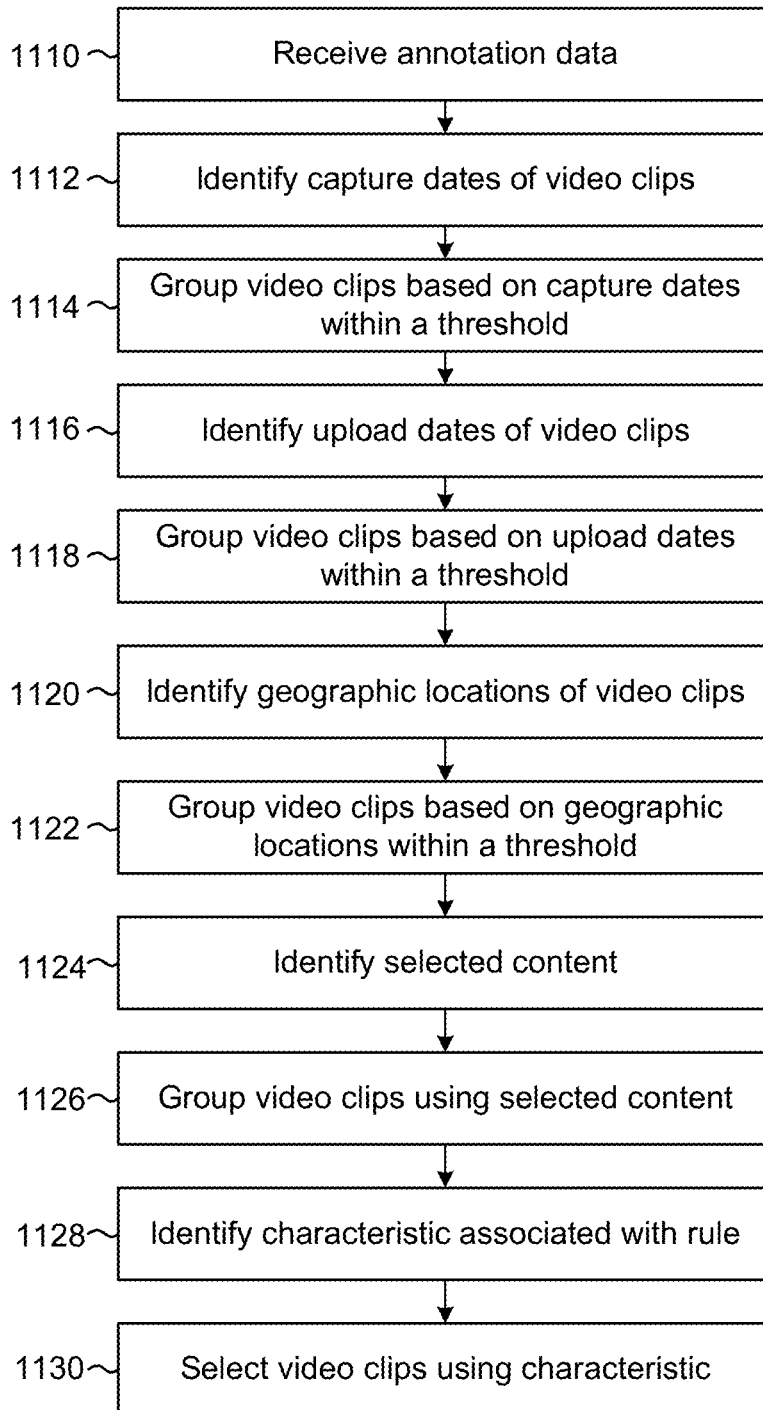 1110
Receive annotation data
1112
Identify capture dates of video clips
1114
Group video clips based on capture dates
within a threshold
1116
Identify upload dates of video clips
1118
Group video clips based on upload dates
within a threshold
1120
Identify geographic locations of video clips
1122
Group video clips based on geographic
locations within a threshold
1124
Identify selected content
1126
Group video clips using selected content
1128
Identify characteristic associated with rule
1130
Select video clips using characteristic